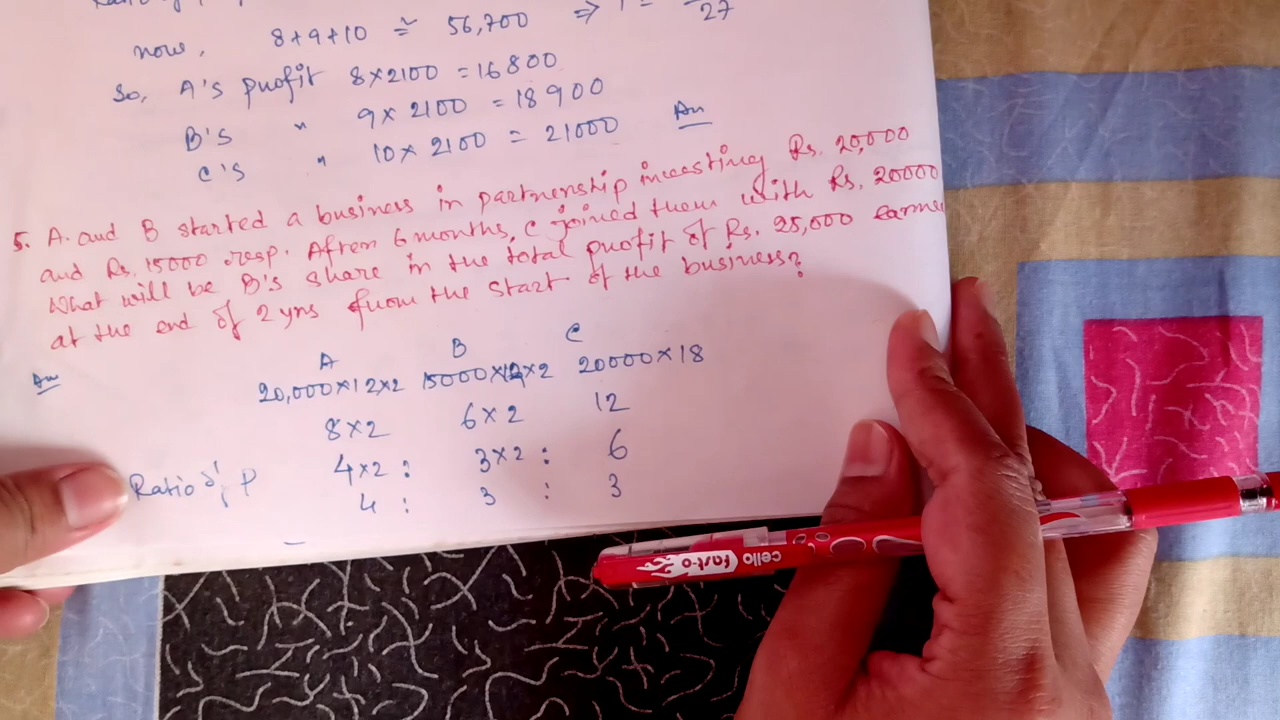 now, 8+9+10 ≅ 56,700 ⇒ 27
So, A's profit 8×2100 = 16800
B's " 9×2100 = 18900
C's " 10×2100 = 21000 Ans
5. A and B started a business in partnership investing Rs. 20,000
and Rs. 15000 resp. After 6 months, C joined them with Rs. 20000
What will be B's share in the total profit of Rs. 25,000
at the end of 2 yrs from the start of the business?
Ans
A B C
20,000×12×2 15000×12×2 20000×18
8×2 6×2 12
4×2 : 3×2 : 6
Ratio of P 4 : 3 : 3
cello Fast-o